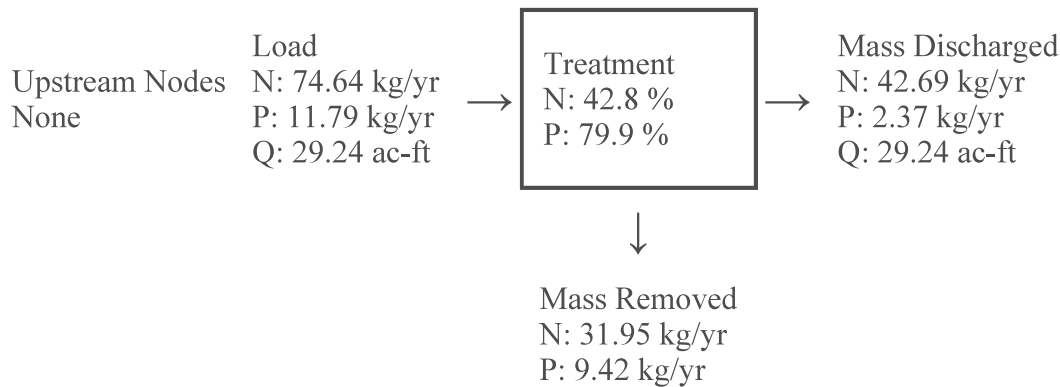 Upstream Nodes
None
Load
N: 74.64 kg/yr
P: 11.79 kg/yr
Q: 29.24 ac-ft
Treatment
N: 42.8 %
P: 79.9 %
Mass Discharged
N: 42.69 kg/yr
P: 2.37 kg/yr
Q: 29.24 ac-ft
Mass Removed
N: 31.95 kg/yr
P: 9.42 kg/yr